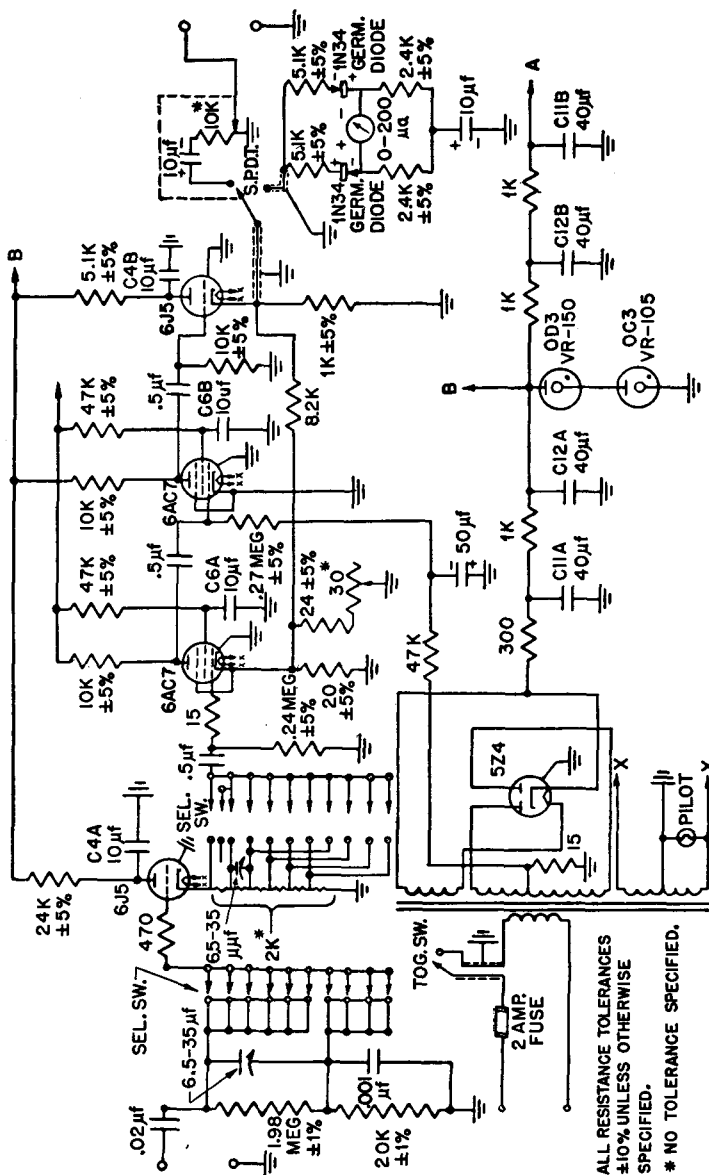 B
24K
±5%
C4A
10μf
6J5
SEL.
SW.
470
SEL. SW.
6.5-35μf
.02μf
1.98
MEG
±1%
.001
μf
20K
±1%
6.5-35
μμf
2K*
.5μf
15
.24 MEG
±5%
10K
±5%
6AC7
47K
±5%
C6A
10μf
20
±5%
24±5%
30*
.5μf
10K
±5%
6AC7
.27MEG
±5%
47K
±5%
C6B
10uf
.5μf
8.2K
5.1K
±5%
C4B
10μf
6J5
10K
±5%
1K±5%
10μf
+
-
10K*
S.P.D.T.
5.1K
±5%
5.1K
±5%
1N34
GERM.
DIODE
-
+
1N34
GERM.
DIODE
+
-
0-200
μa
2.4K
±5%
2.4K
±5%
+
10μf
-
47K
-
50μf
+
TOG.SW.
2 AMP.
FUSE
5Z4
15
X
PILOT
X
300
C11A
40μf
1K
C12A
40μf
B
OD3
VR-150
OC3
VR-105
1K
C12B
40μf
1K
C11B
40μf
A
ALL RESISTANCE TOLERANCES
±10% UNLESS OTHERWISE
SPECIFIED.
* NO TOLERANCE SPECIFIED.